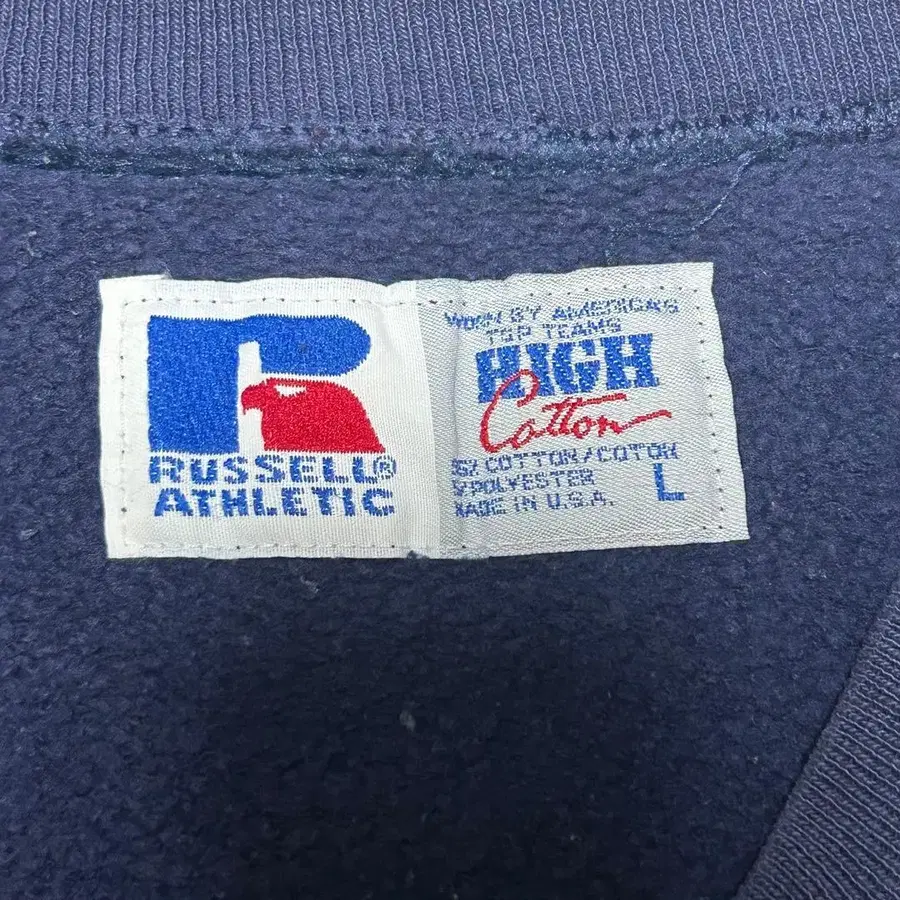 RUSSELL®
ATHLETIC
WORN BY AMERICA'S
TOP TEAMS
HIGH
Cotton
COTTON/COTON
POLYESTER
MADE IN U.S.A.
L